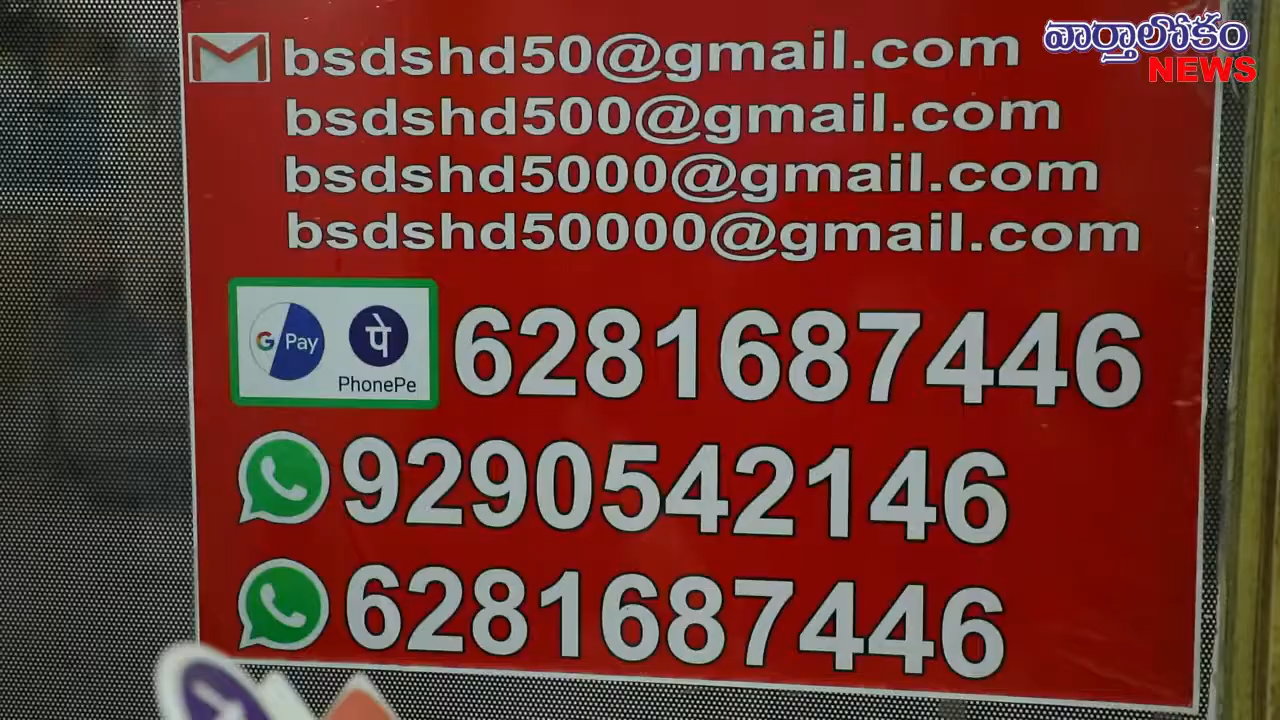 bsdshd50@gmail.com
bsdshd500@gmail.com
bsdshd5000@gmail.com
bsdshd50000@gmail.com
G Pay
पे
PhonePe
6281687446
9290542146
6281687446
వార్తాలోకం
NEWS